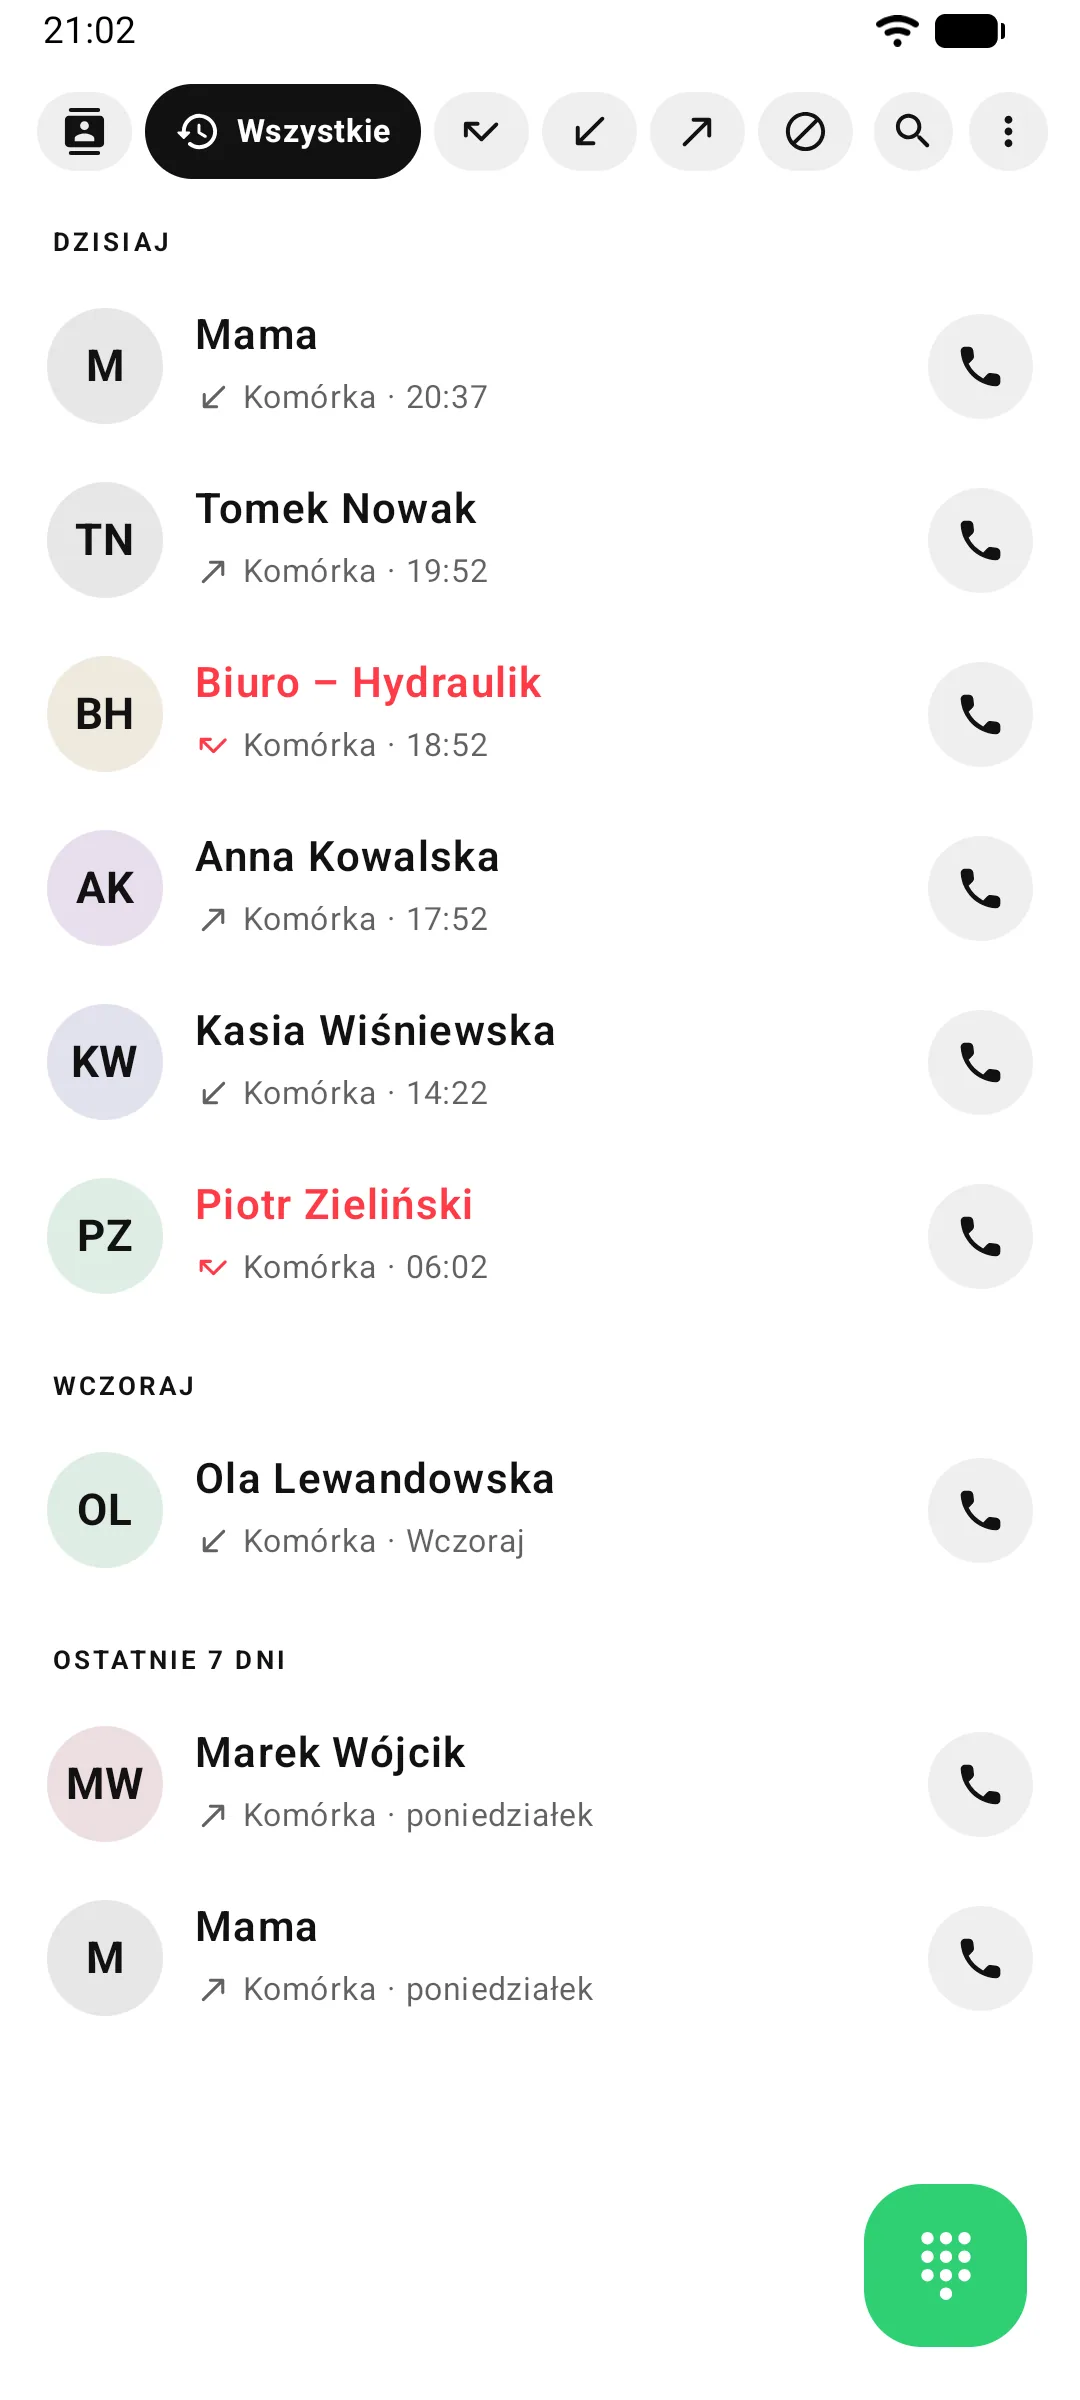 21:02
Wszystkie
DZISIAJ
M
Mama
Komórka · 20:37
TN
Tomek Nowak
Komórka · 19:52
BH
Biuro – Hydraulik
Komórka · 18:52
AK
Anna Kowalska
Komórka · 17:52
KW
Kasia Wiśniewska
Komórka · 14:22
PZ
Piotr Zieliński
Komórka · 06:02
WCZORAJ
OL
Ola Lewandowska
Komórka · Wczoraj
OSTATNIE 7 DNI
MW
Marek Wójcik
Komórka · poniedziałek
M
Mama
Komórka · poniedziałek